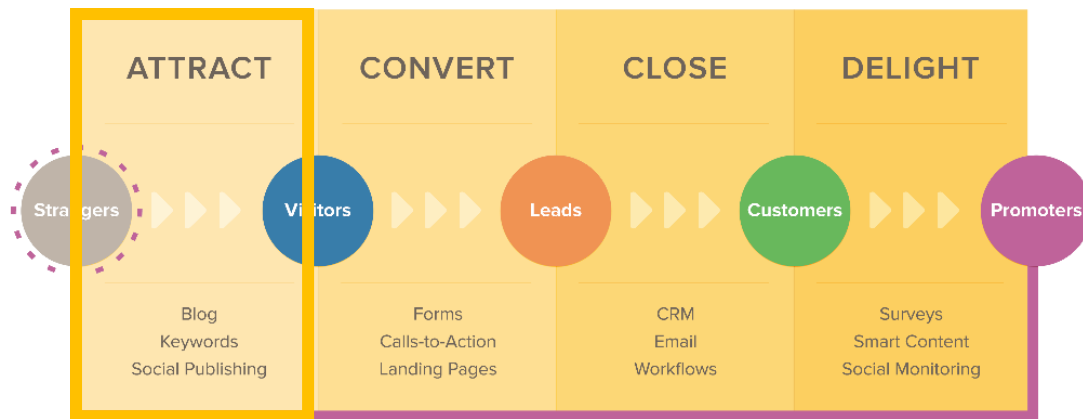 ATTRACT
CONVERT
CLOSE
DELIGHT
Strangers
Visitors
Leads
Customers
Promoters
Blog
Keywords
Social Publishing
Forms
Calls-to-Action
Landing Pages
CRM
Email
Workflows
Surveys
Smart Content
Social Monitoring